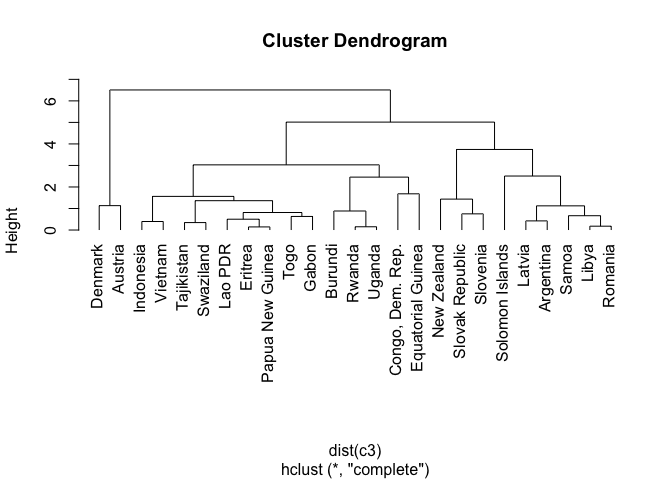 Cluster Dendrogram
Height
6
4
2
0
Denmark
Austria
Indonesia
Vietnam
Tajikistan
Swaziland
Lao PDR
Eritrea
Papua New Guinea
Togo
Gabon
Burundi
Rwanda
Uganda
Congo, Dem. Rep.
Equatorial Guinea
New Zealand
Slovak Republic
Slovenia
Solomon Islands
Latvia
Argentina
Samoa
Libya
Romania
dist(c3)
hclust (*, "complete")